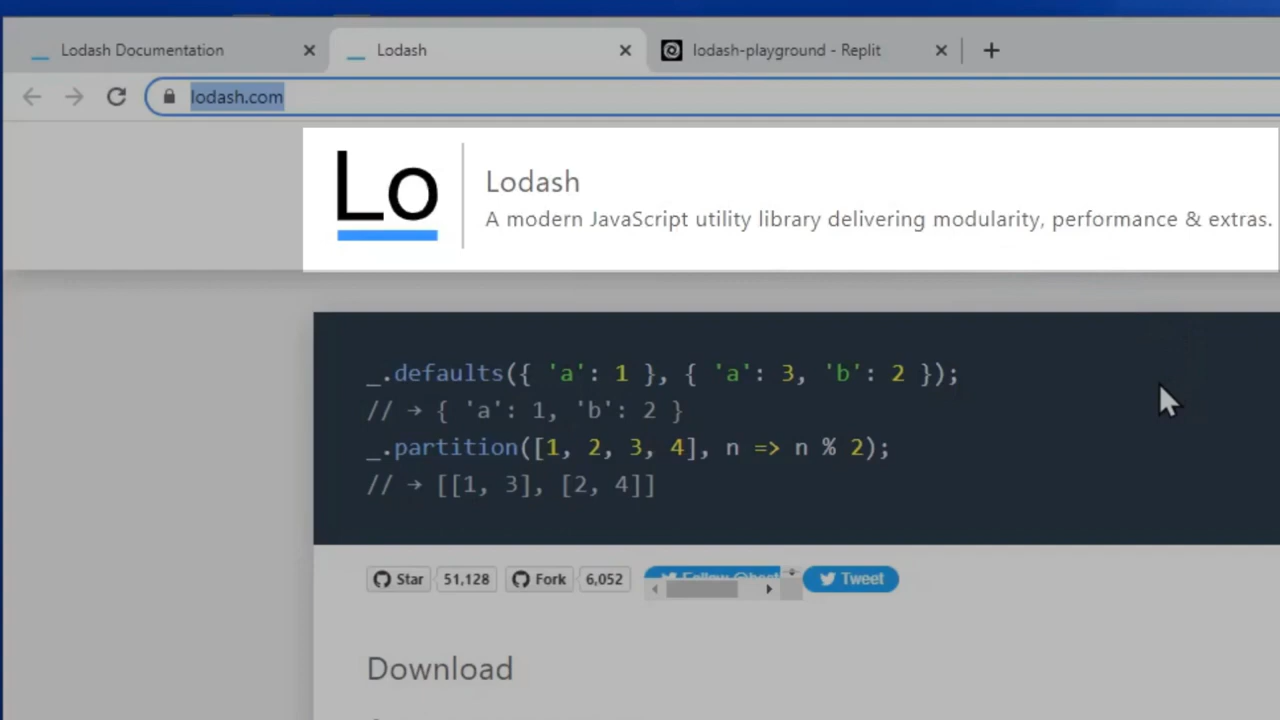 Lodash Documentation
Lodash
lodash-playground - Replit
lodash.com
Lo
Lodash
A modern JavaScript utility library delivering modularity, performance & extras.
_.defaults({ 'a': 1 }, { 'a': 3, 'b': 2 });
// → { 'a': 1, 'b': 2 }
_.partition([1, 2, 3, 4], n => n % 2);
// → [[1, 3], [2, 4]]
Star 51,128 Fork 6,052 Follow Tweet
Download